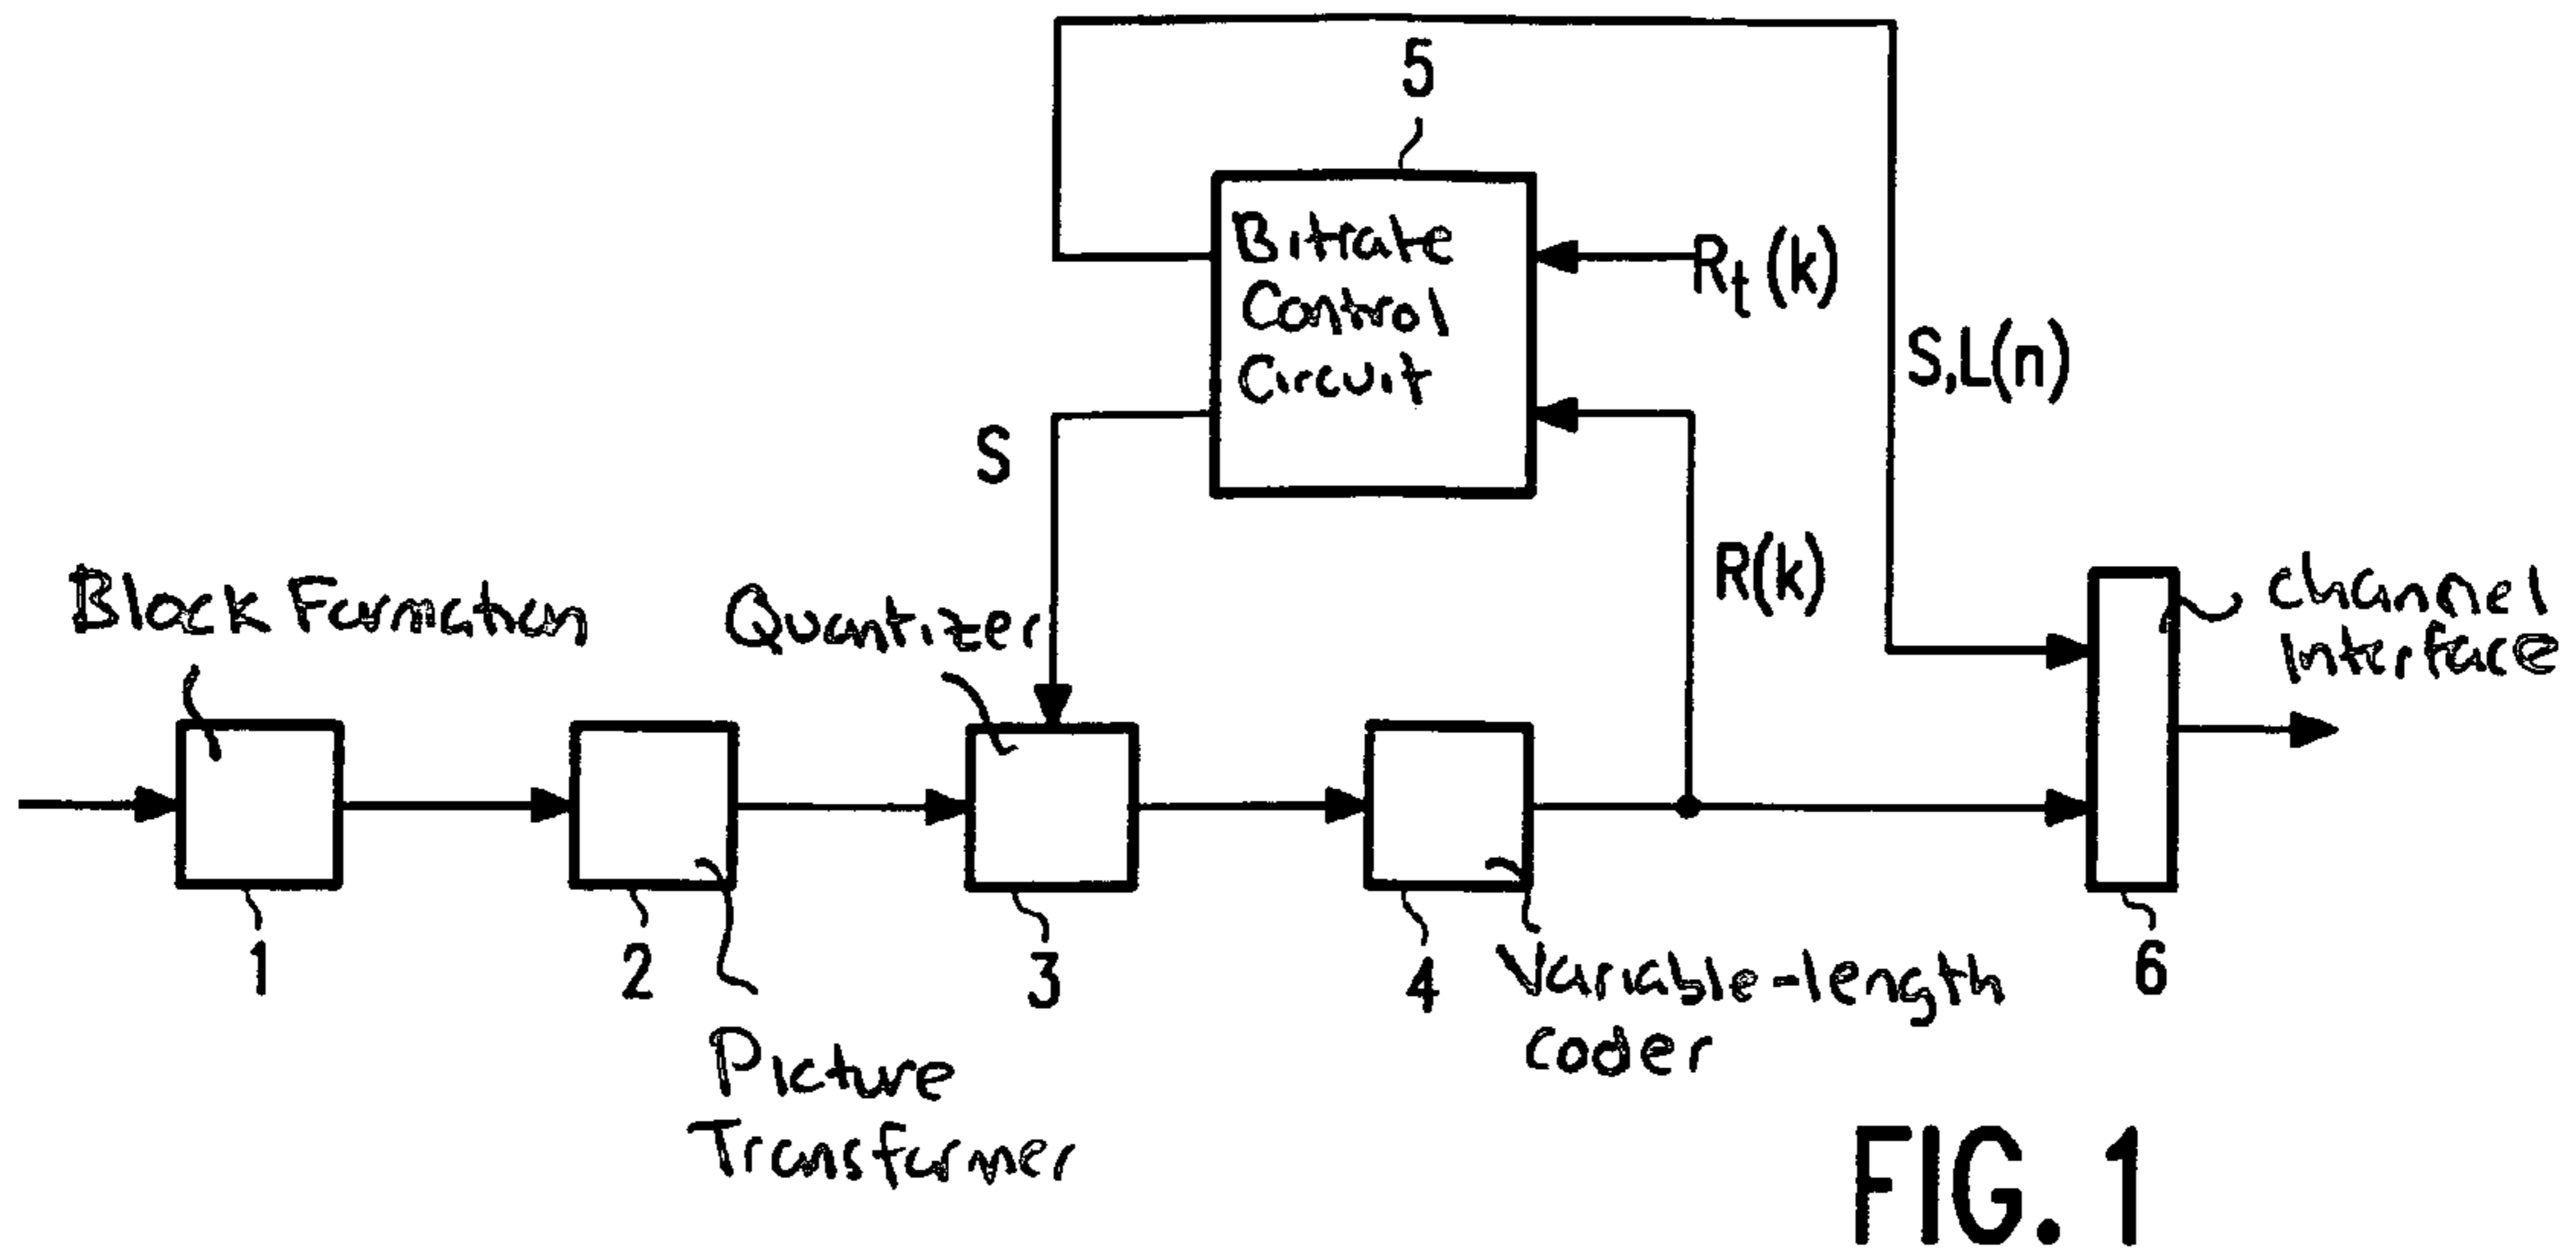 5
Bitrate
Control
Circuit
Rt (k)
S,L(n)
S
R(k)
Block Formation
Quantizer
Channel
Interface
1
2
3
4
6
Variable-length
coder
Picture
Transformer
FIG. 1